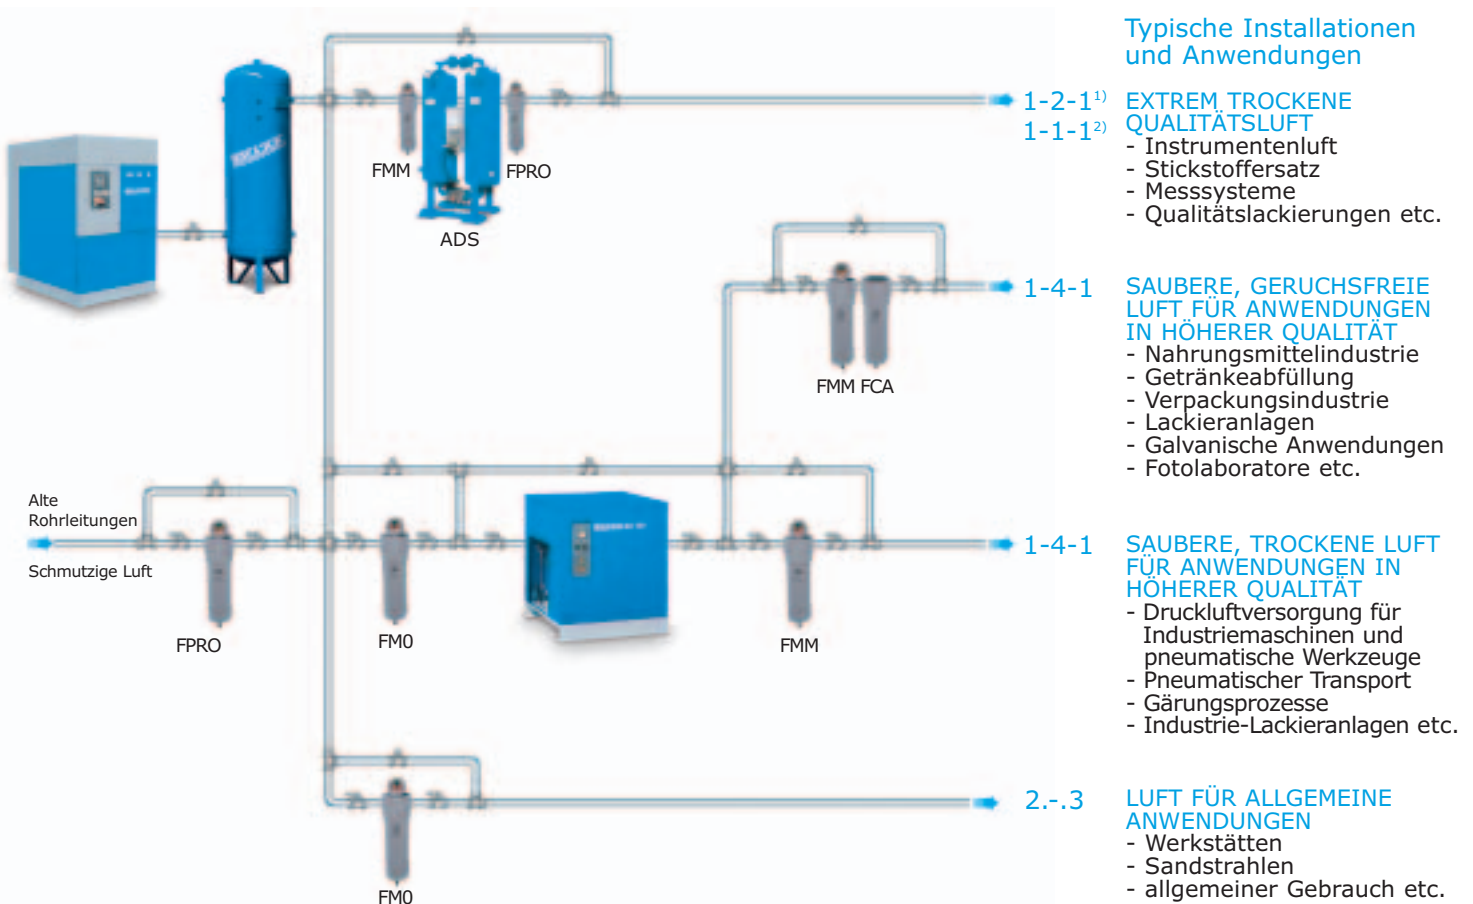 Typische Installationen
und Anwendungen
1-2-1¹⁾
1-1-1²⁾
EXTREM TROCKENE
QUALITÄTSLUFT
- Instrumentenluft
- Stickstoffersatz
- Messsysteme
- Qualitätslackierungen etc.
FMM
FPRO
ADS
1-4-1
SAUBERE, GERUCHSFREIE
LUFT FÜR ANWENDUNGEN
IN HÖHERER QUALITÄT
- Nahrungsmittelindustrie
- Getränkeabfüllung
- Verpackungsindustrie
- Lackieranlagen
- Galvanische Anwendungen
- Fotolaboratore etc.
FMM FCA
Alte
Rohrleitungen
Schmutzige Luft
FPRO
FM0
FMM
1-4-1
SAUBERE, TROCKENE LUFT
FÜR ANWENDUNGEN IN
HÖHERER QUALITÄT
- Druckluftversorgung für
Industriemaschinen und
pneumatische Werkzeuge
- Pneumatischer Transport
- Gärungsprozesse
- Industrie-Lackieranlagen etc.
FM0
2.-.3
LUFT FÜR ALLGEMEINE
ANWENDUNGEN
- Werkstätten
- Sandstrahlen
- allgemeiner Gebrauch etc.